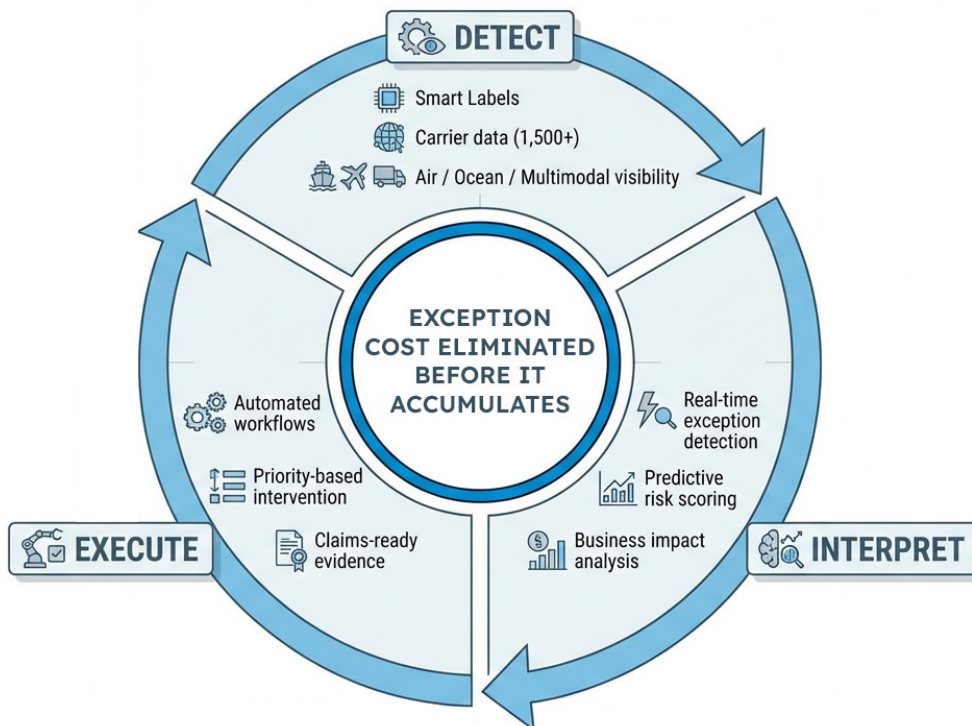 DETECT
Smart Labels
Carrier data (1,500+)
Air / Ocean / Multimodal visibility
EXCEPTION
COST ELIMINATED
BEFORE IT
ACCUMULATES
Real-time
exception
detection
Predictive
risk scoring
Business impact
analysis
INTERPRET
Automated
workflows
Priority-based
intervention
Claims-ready
evidence
EXECUTE